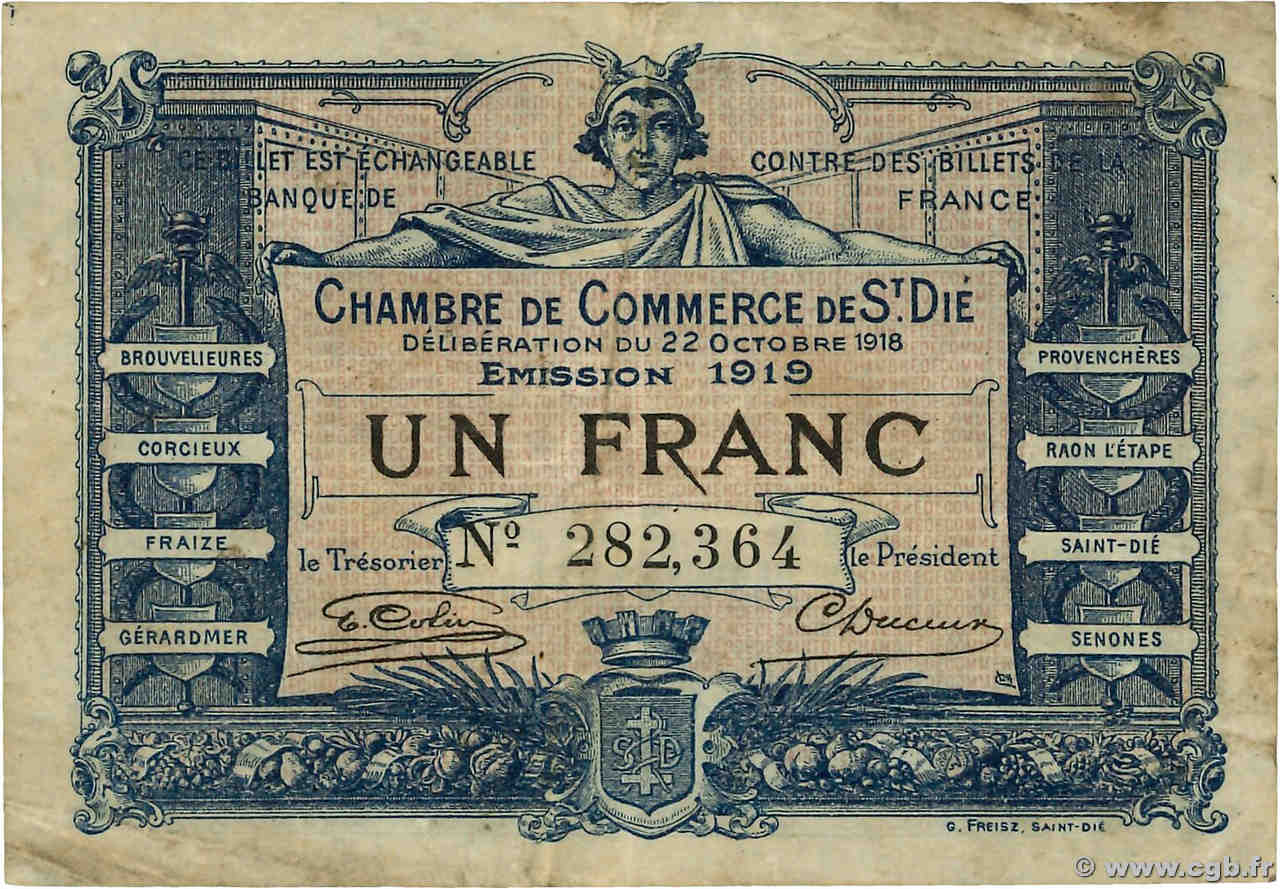 CE BILLET EST ÉCHANGEABLE CONTRE DES BILLETS DE LA
BANQUE DE FRANCE
CHAMBRE DE COMMERCE DE ST. DIÉ
DÉLIBÉRATION DU 22 OCTOBRE 1918
EMISSION 1919
UN FRANC
BROUVELIEURES
CORCIEUX
FRAIZE
GÉRARDMER
PROVENCHÈRES
RAON L'ÉTAPE
SAINT-DIÉ
SENONES
le Trésorier
No 282,364
le Président
E. Colin
SD
G. FREISZ, SAINT-DIÉ
© www.cgb.fr